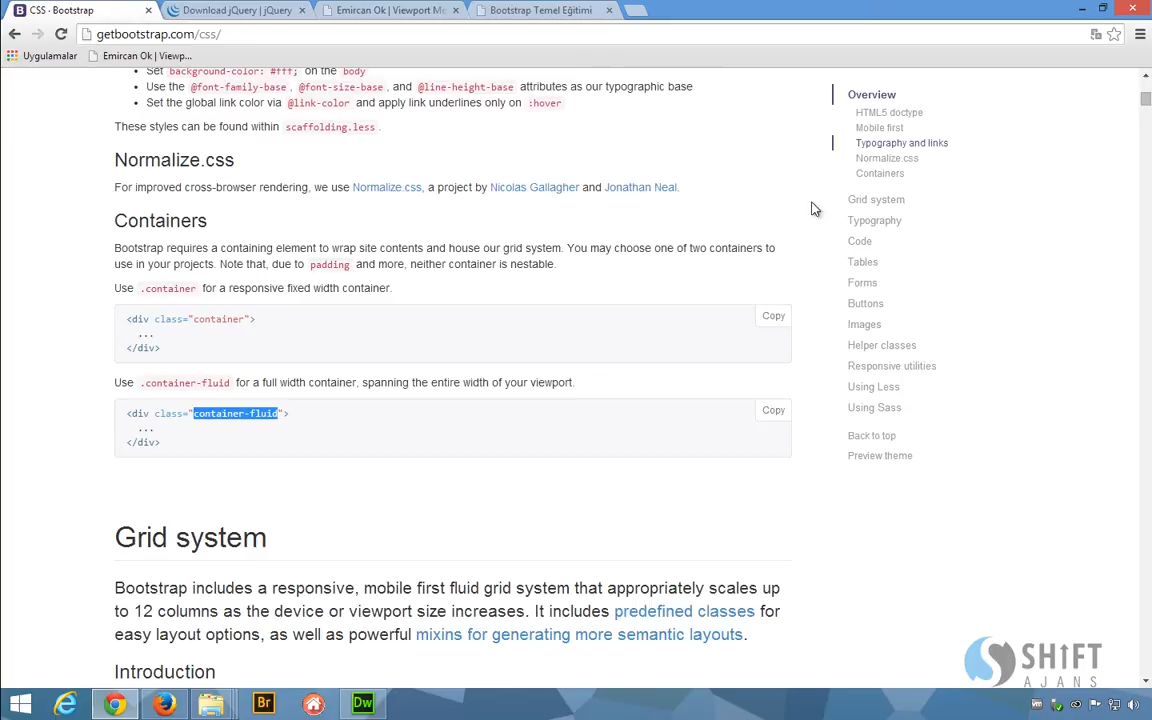 CSS · Bootstrap
Download jQuery | jQuery
Emircan Ok | Viewport Me
Bootstrap Temel Eğitimi
getbootstrap.com/css/
Uygulamalar
Emircan Ok | Viewp...
Set background-color: #fff; on the body
Use the @font-family-base, @font-size-base, and @line-height-base attributes as our typographic base
Set the global link color via @link-color and apply link underlines only on :hover
These styles can be found within scaffolding.less.
Normalize.css
For improved cross-browser rendering, we use Normalize.css, a project by Nicolas Gallagher and Jonathan Neal.
Containers
Bootstrap requires a containing element to wrap site contents and house our grid system. You may choose one of two containers to
use in your projects. Note that, due to padding and more, neither container is nestable.
Use .container for a responsive fixed width container.
Copy
<div class="container">
...
</div>
Use .container-fluid for a full width container, spanning the entire width of your viewport.
Copy
<div class="container-fluid">
...
</div>
Grid system
Bootstrap includes a responsive, mobile first fluid grid system that appropriately scales up
to 12 columns as the device or viewport size increases. It includes predefined classes for
easy layout options, as well as powerful mixins for generating more semantic layouts.
Introduction
Overview
HTML5 doctype
Mobile first
Typography and links
Normalize.css
Containers
Grid system
Typography
Code
Tables
Forms
Buttons
Images
Helper classes
Responsive utilities
Using Less
Using Sass
Back to top
Preview theme
SHIFT
AJANS
Br
Dw